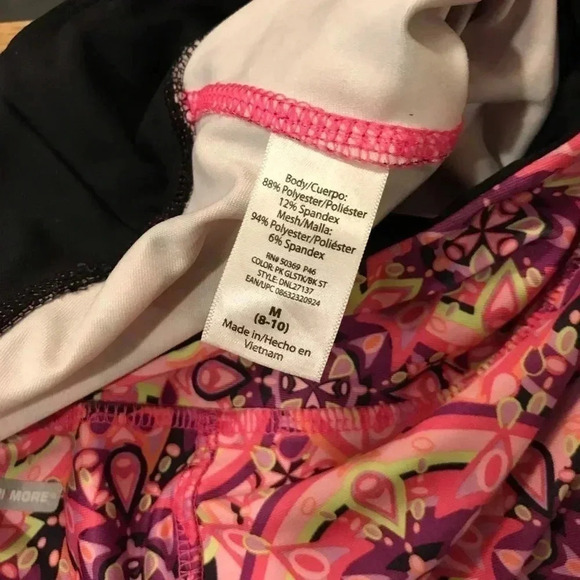 Body/Cuerpo:
88% Polyester/Poliéster
12% Spandex
Mesh/Malla:
94% Polyester/Poliéster
6% Spandex
RN# 50369 P46
COLOR: PK GLSTK/BK ST
STYLE: DNL27137
EAN/UPC 08632320924
M
(8-10)
Made in/Hecho en
Vietnam
MORE